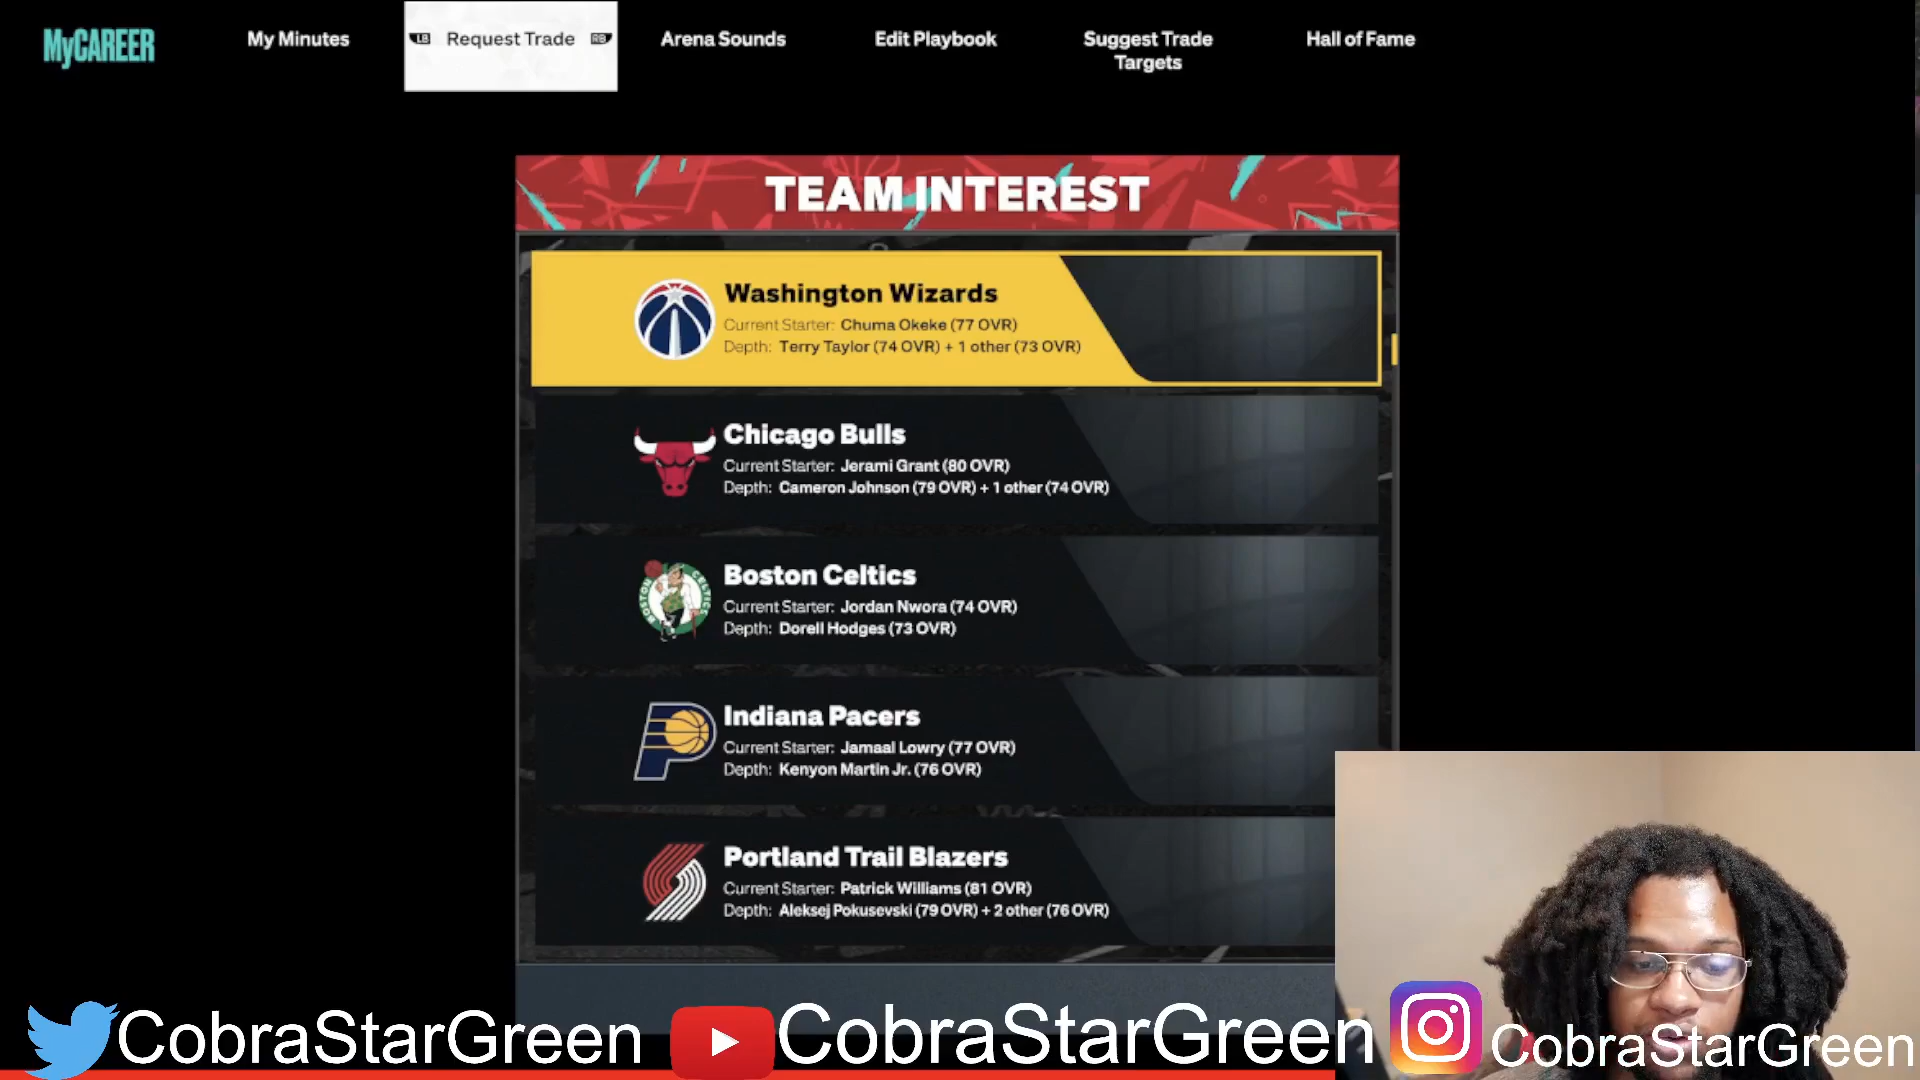 MyCAREER
My Minutes
LB Request Trade RB
Arena Sounds
Edit Playbook
Suggest Trade
Targets
Hall of Fame
TEAM INTEREST
Washington Wizards
Current Starter: Chuma Okeke (77 OVR)
Depth: Terry Taylor (74 OVR) + 1 other (73 OVR)
Chicago Bulls
Current Starter: Jerami Grant (80 OVR)
Depth: Cameron Johnson (79 OVR) + 1 other (74 OVR)
BOSTON CELTICS
Boston Celtics
Current Starter: Jordan Nwora (74 OVR)
Depth: Dorell Hodges (73 OVR)
Indiana Pacers
Current Starter: Jamaal Lowry (77 OVR)
Depth: Kenyon Martin Jr. (76 OVR)
Portland Trail Blazers
Current Starter: Patrick Williams (81 OVR)
Depth: Aleksej Pokusevski (79 OVR) + 2 other (76 OVR)
CobraStarGreen
CobraStarGreen
CobraStarGreen